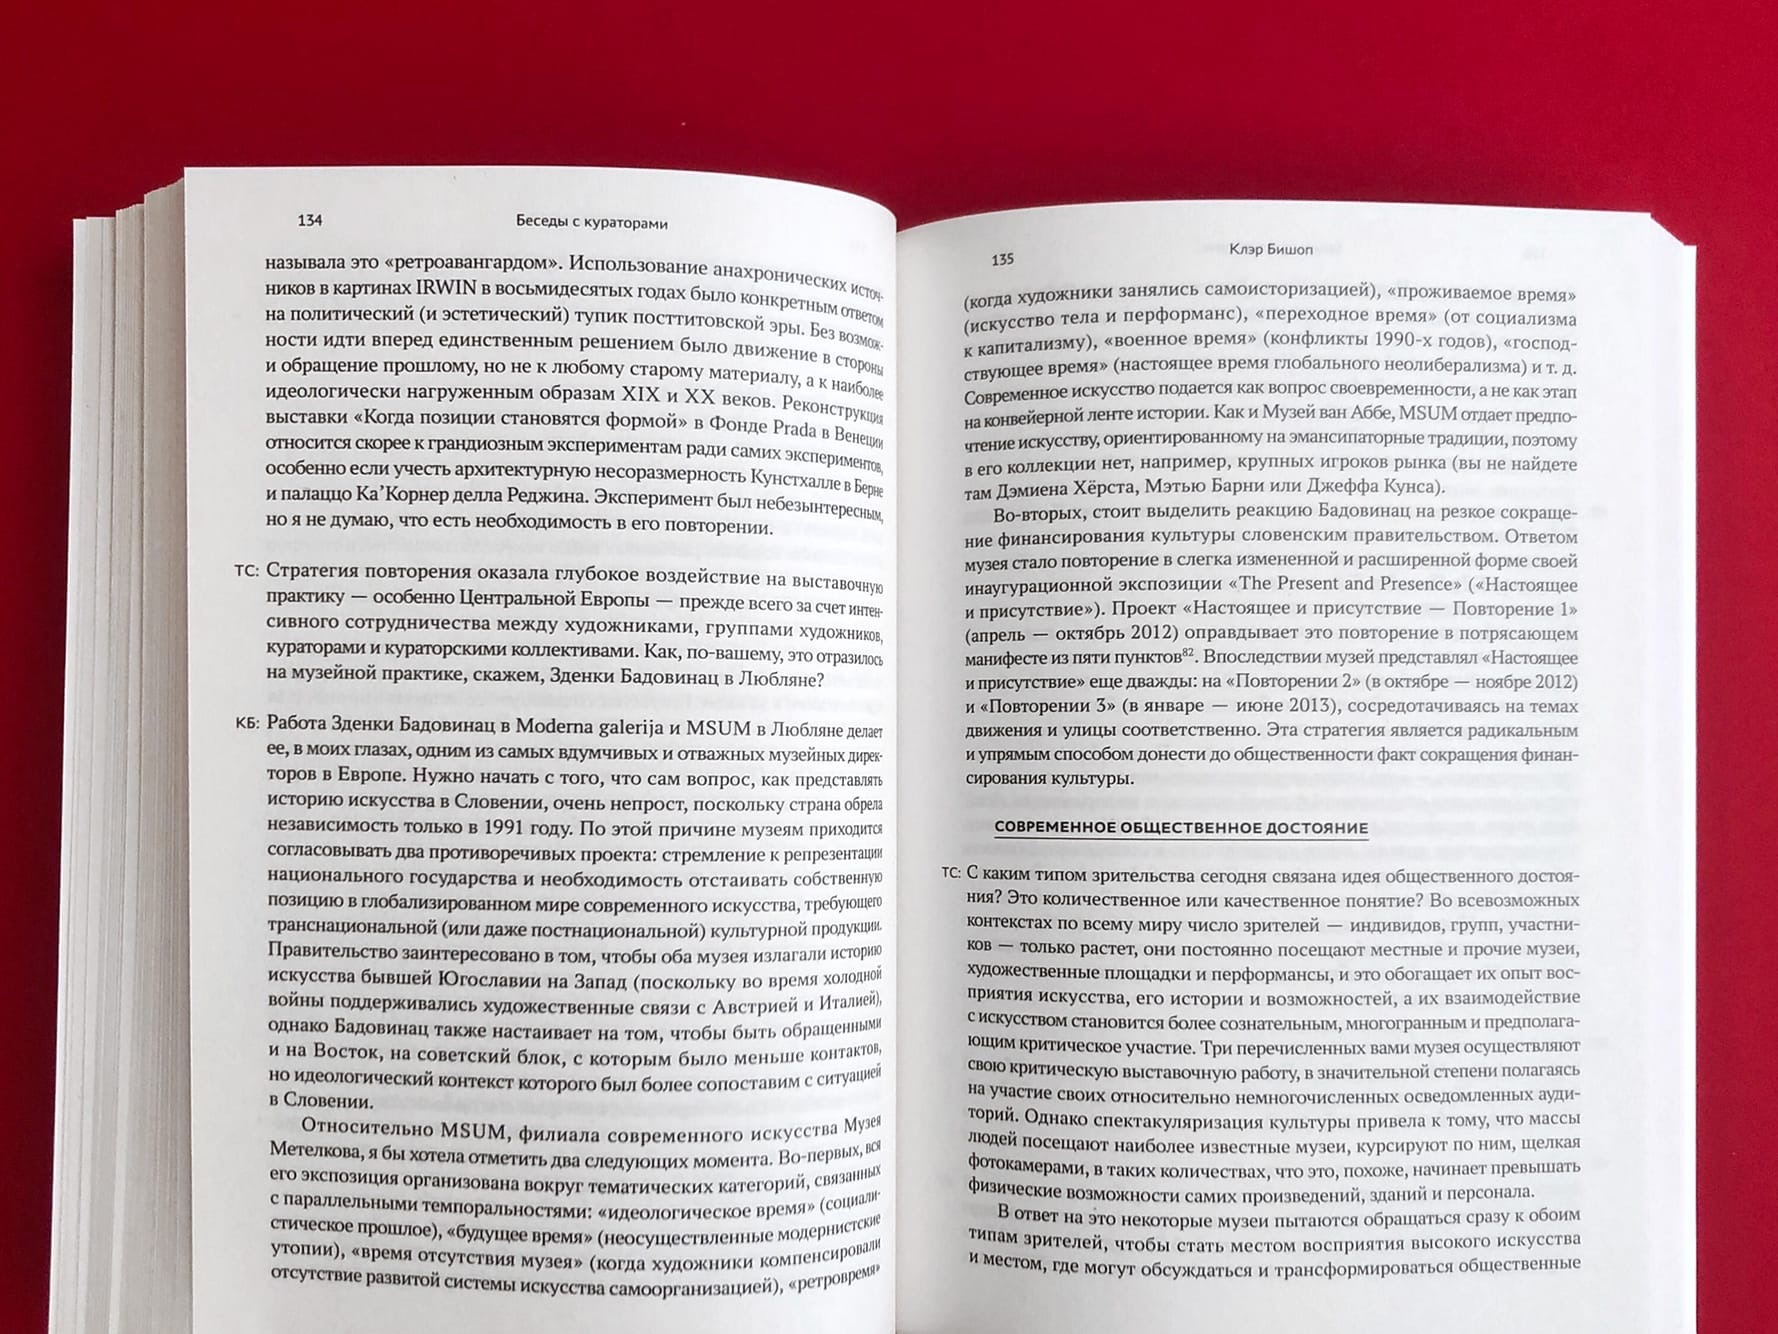 134
Беседы с кураторами
называла это «ретроавангардом». Использование анахронических источ-
ников в картинах IRWIN в восьмидесятых годах было конкретным ответом
на политический (и эстетический) тупик посттитовской эры. Без возмож-
ности идти вперед единственным решением было движение в стороны
и обращение прошлому, но не к любому старому материалу, а к наиболее
идеологически нагруженным образам XIX и XX веков. Реконструкция
выставки «Когда позиции становятся формой» в Фонде Prada в Венеции
относится скорее к грандиозным экспериментам ради самих экспериментов,
особенно если учесть архитектурную несоразмерность Кунстхалле в Берне
и палаццо Ка’Корнер делла Реджина. Эксперимент был небезынтересным,
но я не думаю, что есть необходимость в его повторении.
ТС: Стратегия повторения оказала глубокое воздействие на выставочную
практику — особенно Центральной Европы — прежде всего за счет интен-
сивного сотрудничества между художниками, группами художников,
кураторами и кураторскими коллективами. Как, по-вашему, это отразилось
на музейной практике, скажем, Зденки Бадовинац в Любляне?
КБ: Работа Зденки Бадовинац в Moderna galerija и MSUM в Любляне делает
ее, в моих глазах, одним из самых вдумчивых и отважных музейных дирек-
торов в Европе. Нужно начать с того, что сам вопрос, как представлять
историю искусства в Словении, очень непрост, поскольку страна обрела
независимость только в 1991 году. По этой причине музеям приходится
согласовывать два противоречивых проекта: стремление к репрезентации
национального государства и необходимость отстаивать собственную
позицию в глобализированном мире современного искусства, требующего
транснациональной (или даже постнациональной) культурной продукции.
Правительство заинтересовано в том, чтобы оба музея излагали историю
искусства бывшей Югославии на Запад (поскольку во время холодной
войны поддерживались художественные связи с Австрией и Италией),
однако Бадовинац также настаивает на том, чтобы быть обращенными
и на Восток, на советский блок, с которым было меньше контактов,
но идеологический контекст которого был более сопоставим с ситуацией
в Словении.
Относительно MSUM, филиала современного искусства Музея
Метелкова, я бы хотела отметить два следующих момента. Во-первых, вся
его экспозиция организована вокруг тематических категорий, связанных
с параллельными темпоральностями: «идеологическое время» (социали-
стическое прошлое), «будущее время» (неосуществленные модернистские
утопии), «время отсутствия музея» (когда художники компенсировали
отсутствие развитой системы искусства самоорганизацией), «ретровремя»
135
Клэр Бишоп
(когда художники занялись самоисторизацией), «проживаемое время»
(искусство тела и перформанс), «переходное время» (от социализма
к капитализму), «военное время» (конфликты 1990-х годов), «господ-
ствующее время» (настоящее время глобального неолиберализма) и т. д.
Современное искусство подается как вопрос своевременности, а не как этап
на конвейерной ленте истории. Как и Музей ван Аббе, MSUM отдает предпо-
чтение искусству, ориентированному на эмансипаторные традиции, поэтому
в его коллекции нет, например, крупных игроков рынка (вы не найдете
там Дэмиена Хёрста, Мэтью Барни или Джеффа Кунса).
Во-вторых, стоит выделить реакцию Бадовинац на резкое сокраще-
ние финансирования культуры словенским правительством. Ответом
музея стало повторение в слегка измененной и расширенной форме своей
инаугурационной экспозиции «The Present and Presence» («Настоящее
и присутствие»). Проект «Настоящее и присутствие — Повторение 1»
(апрель — октябрь 2012) оправдывает это повторение в потрясающем
манифесте из пяти пунктов⁸². Впоследствии музей представлял «Настоящее
и присутствие» еще дважды: на «Повторении 2» (в октябре — ноябре 2012)
и «Повторении 3» (в январе — июне 2013), сосредотачиваясь на темах
движения и улицы соответственно. Эта стратегия является радикальным
и упрямым способом донести до общественности факт сокращения финан-
сирования культуры.
СОВРЕМЕННОЕ ОБЩЕСТВЕННОЕ ДОСТОЯНИЕ
ТС: С каким типом зрительства сегодня связана идея общественного достоя-
ния? Это количественное или качественное понятие? Во всевозможных
контекстах по всему миру число зрителей — индивидов, групп, участни-
ков — только растет, они постоянно посещают местные и прочие музеи,
художественные площадки и перформансы, и это обогащает их опыт вос-
приятия искусства, его истории и возможностей, а их взаимодействие
с искусством становится более сознательным, многогранным и предполага-
ющим критическое участие. Три перечисленных вами музея осуществляют
свою критическую выставочную работу, в значительной степени полагаясь
на участие своих относительно немногочисленных осведомленных ауди-
торий. Однако спектакуляризация культуры привела к тому, что массы
людей посещают наиболее известные музеи, курсируют по ним, щелкая
фотокамерами, в таких количествах, что это, похоже, начинает превышать
физические возможности самих произведений, зданий и персонала.
В ответ на это некоторые музеи пытаются обращаться сразу к обоим
типам зрителей, чтобы стать местом восприятия высокого искусства
и местом, где могут обсуждаться и трансформироваться общественные